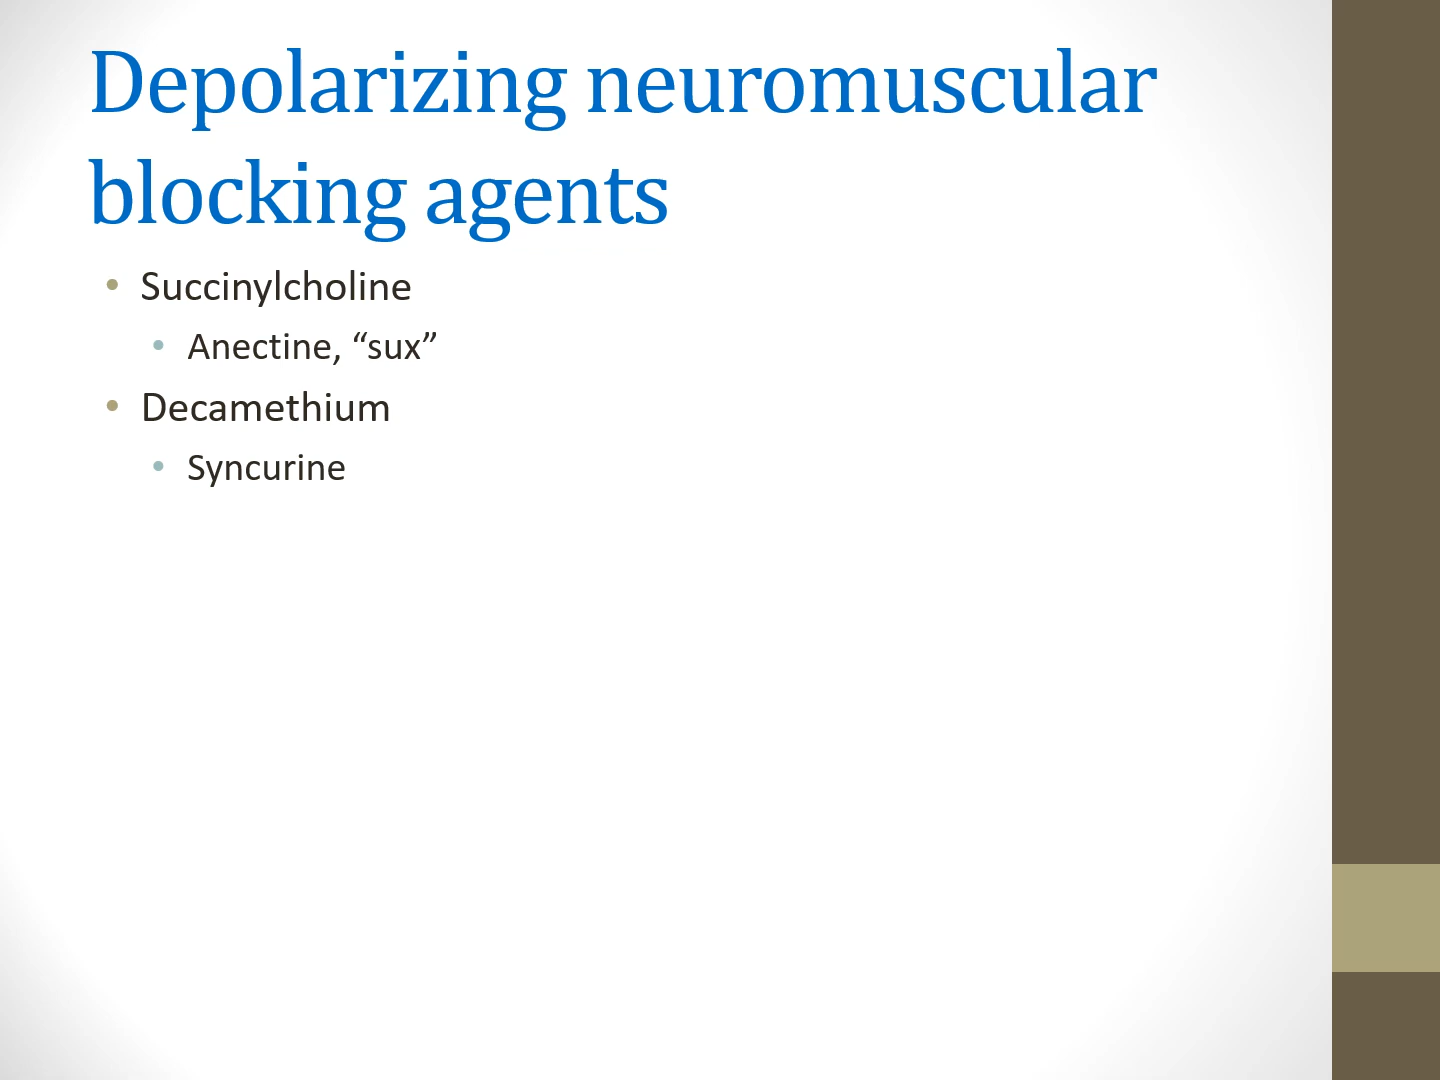 Depolarizing neuromuscular
blocking agents
• Succinylcholine
• Anectine, “sux”
• Decamethium
• Syncurine